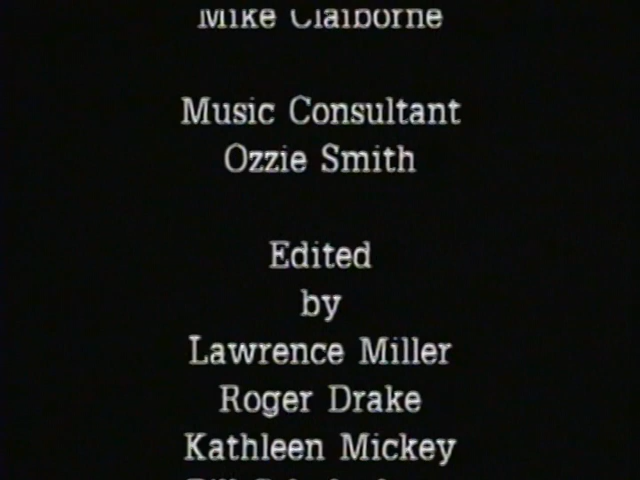 Mike Claiborne
Music Consultant
Ozzie Smith
Edited
by
Lawrence Miller
Roger Drake
Kathleen Mickey